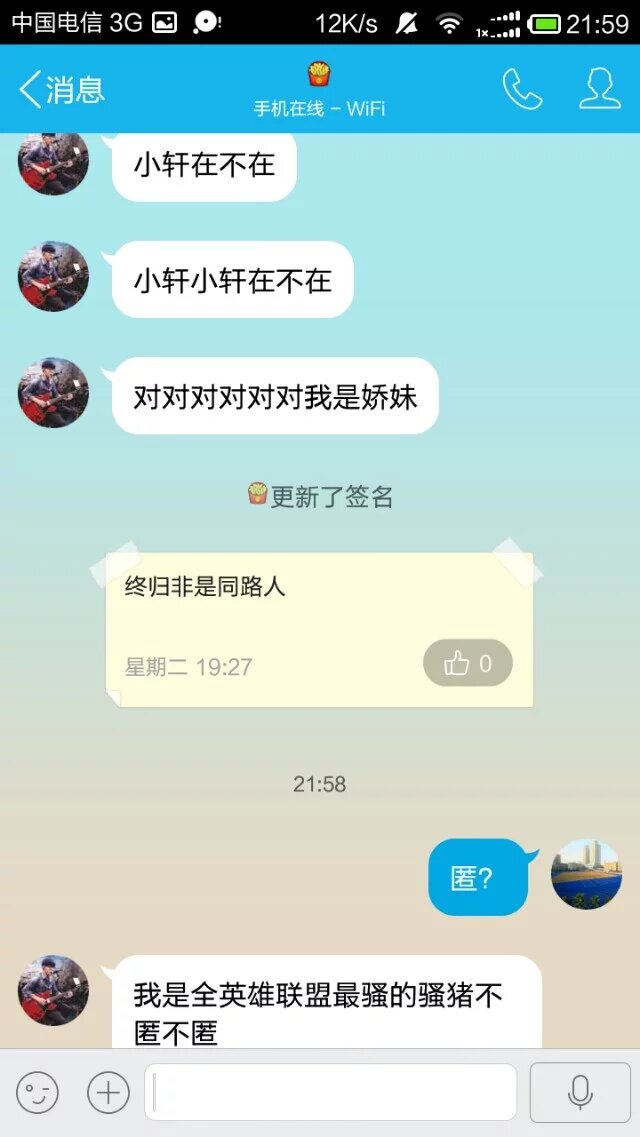 中国电信 3G 12K/s 1x 21:59
消息
手机在线 - WiFi
小轩在不在
小轩小轩在不在
对对对对对对我是娇妹
更新了签名
终归非是同路人
星期二 19:27
0
21:58
匿?
我是全英雄联盟最骚的骚猪不
匿不匿